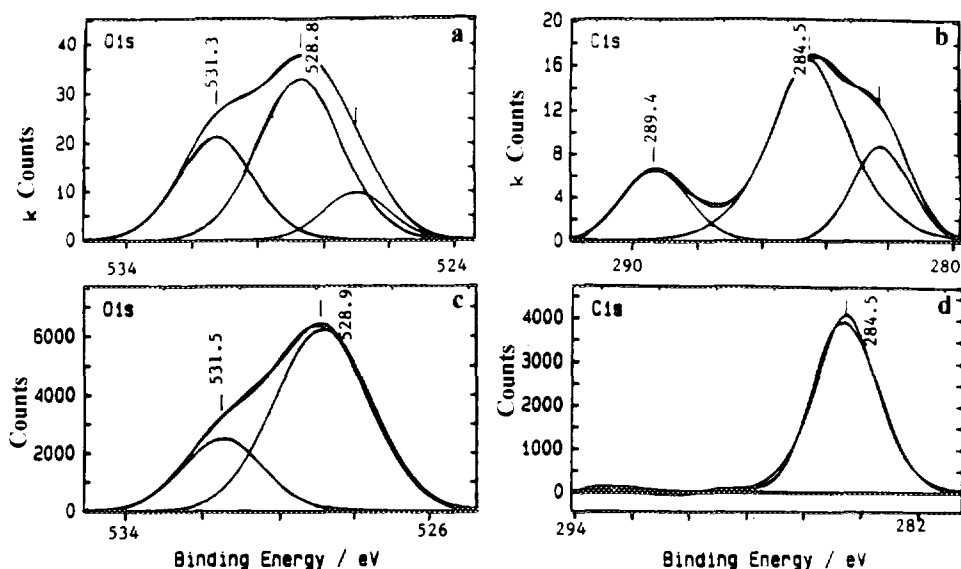 O1s
a
531.3
528.8
40
30
20
10
0
k Counts
534
524
C1s
b
289.4
284.5
20
16
12
8
4
0
k Counts
290
280
O1s
c
531.5
528.9
6000
4000
2000
0
Counts
534
526
Binding Energy / eV
C1s
d
284.5
4000
3000
2000
1000
0
Counts
294
282
Binding Energy / eV